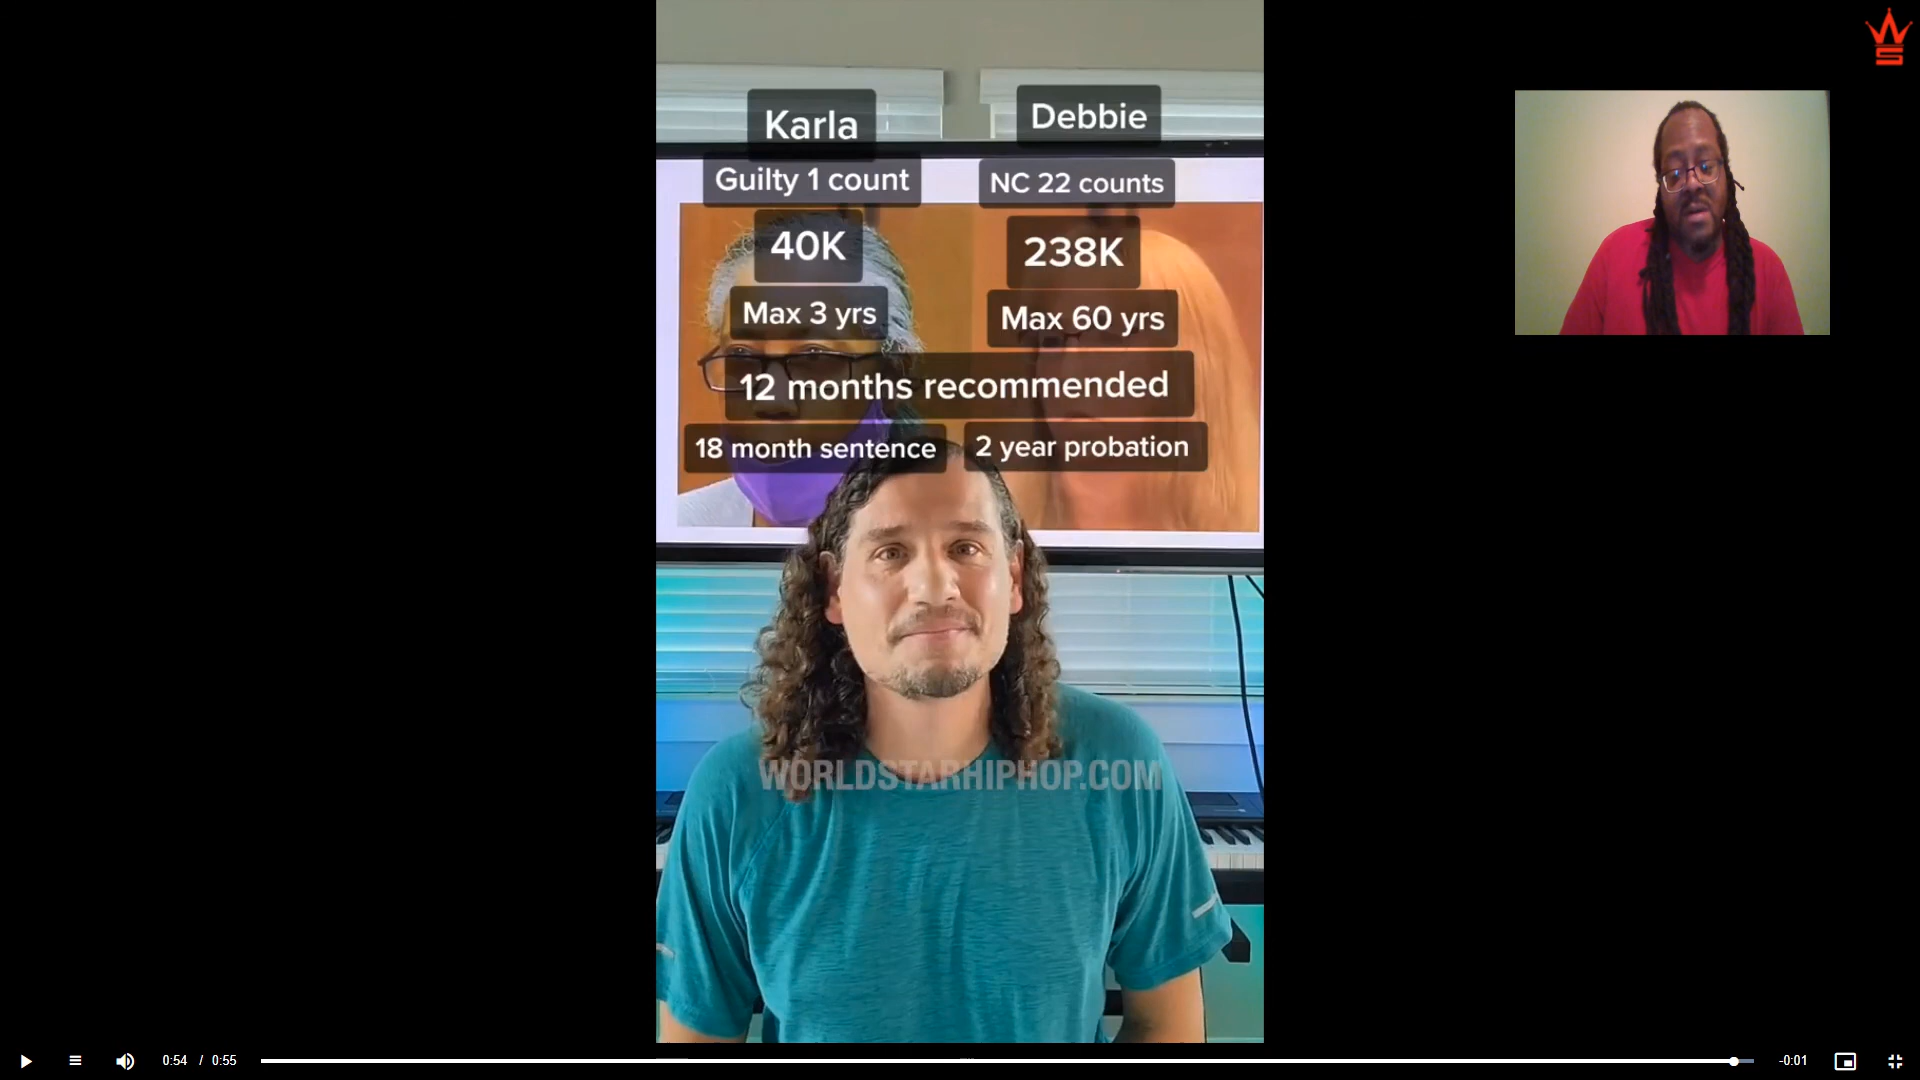 Karla
Debbie
Guilty 1 count
NC 22 counts
40K
238K
Max 3 yrs
Max 60 yrs
12 months recommended
18 month sentence
2 year probation
WORLDSTARHIPHOP.COM
WS
0:54 / 0:55
-0:01